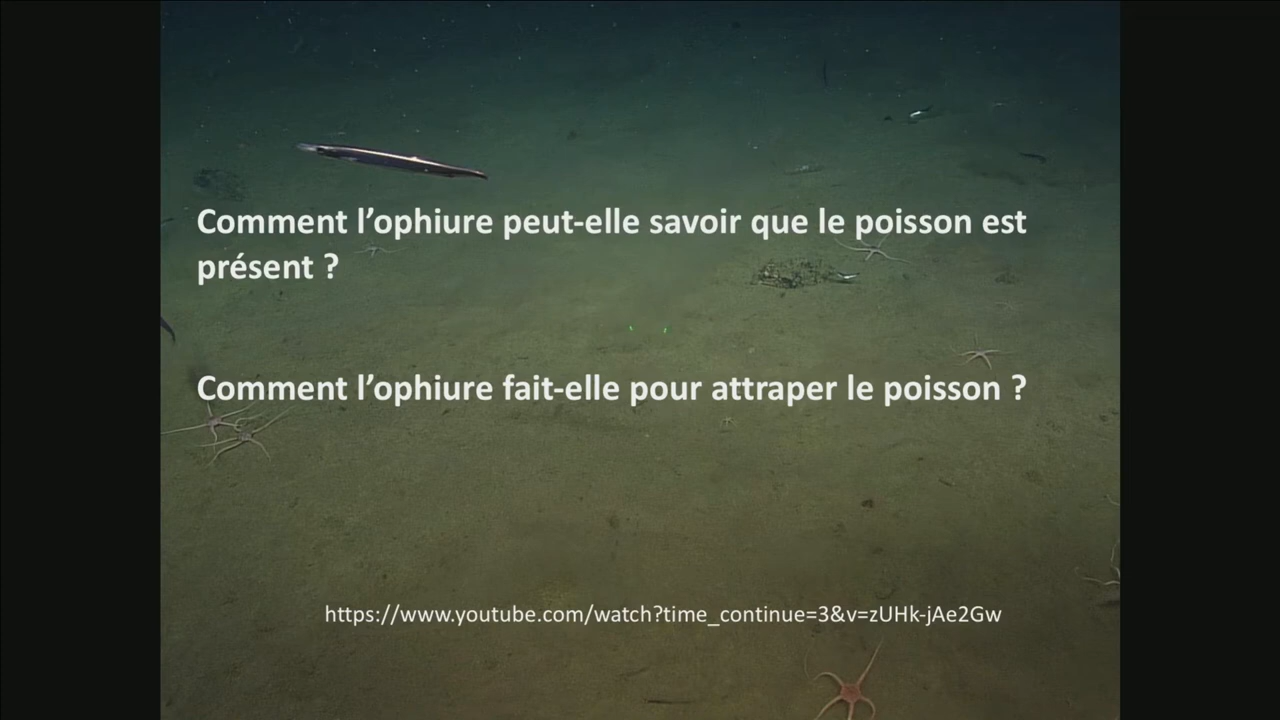 Comment l’ophiure peut-elle savoir que le poisson est
présent ?
Comment l’ophiure fait-elle pour attraper le poisson ?
https://www.youtube.com/watch?time_continue=3&v=zUHk-jAe2Gw